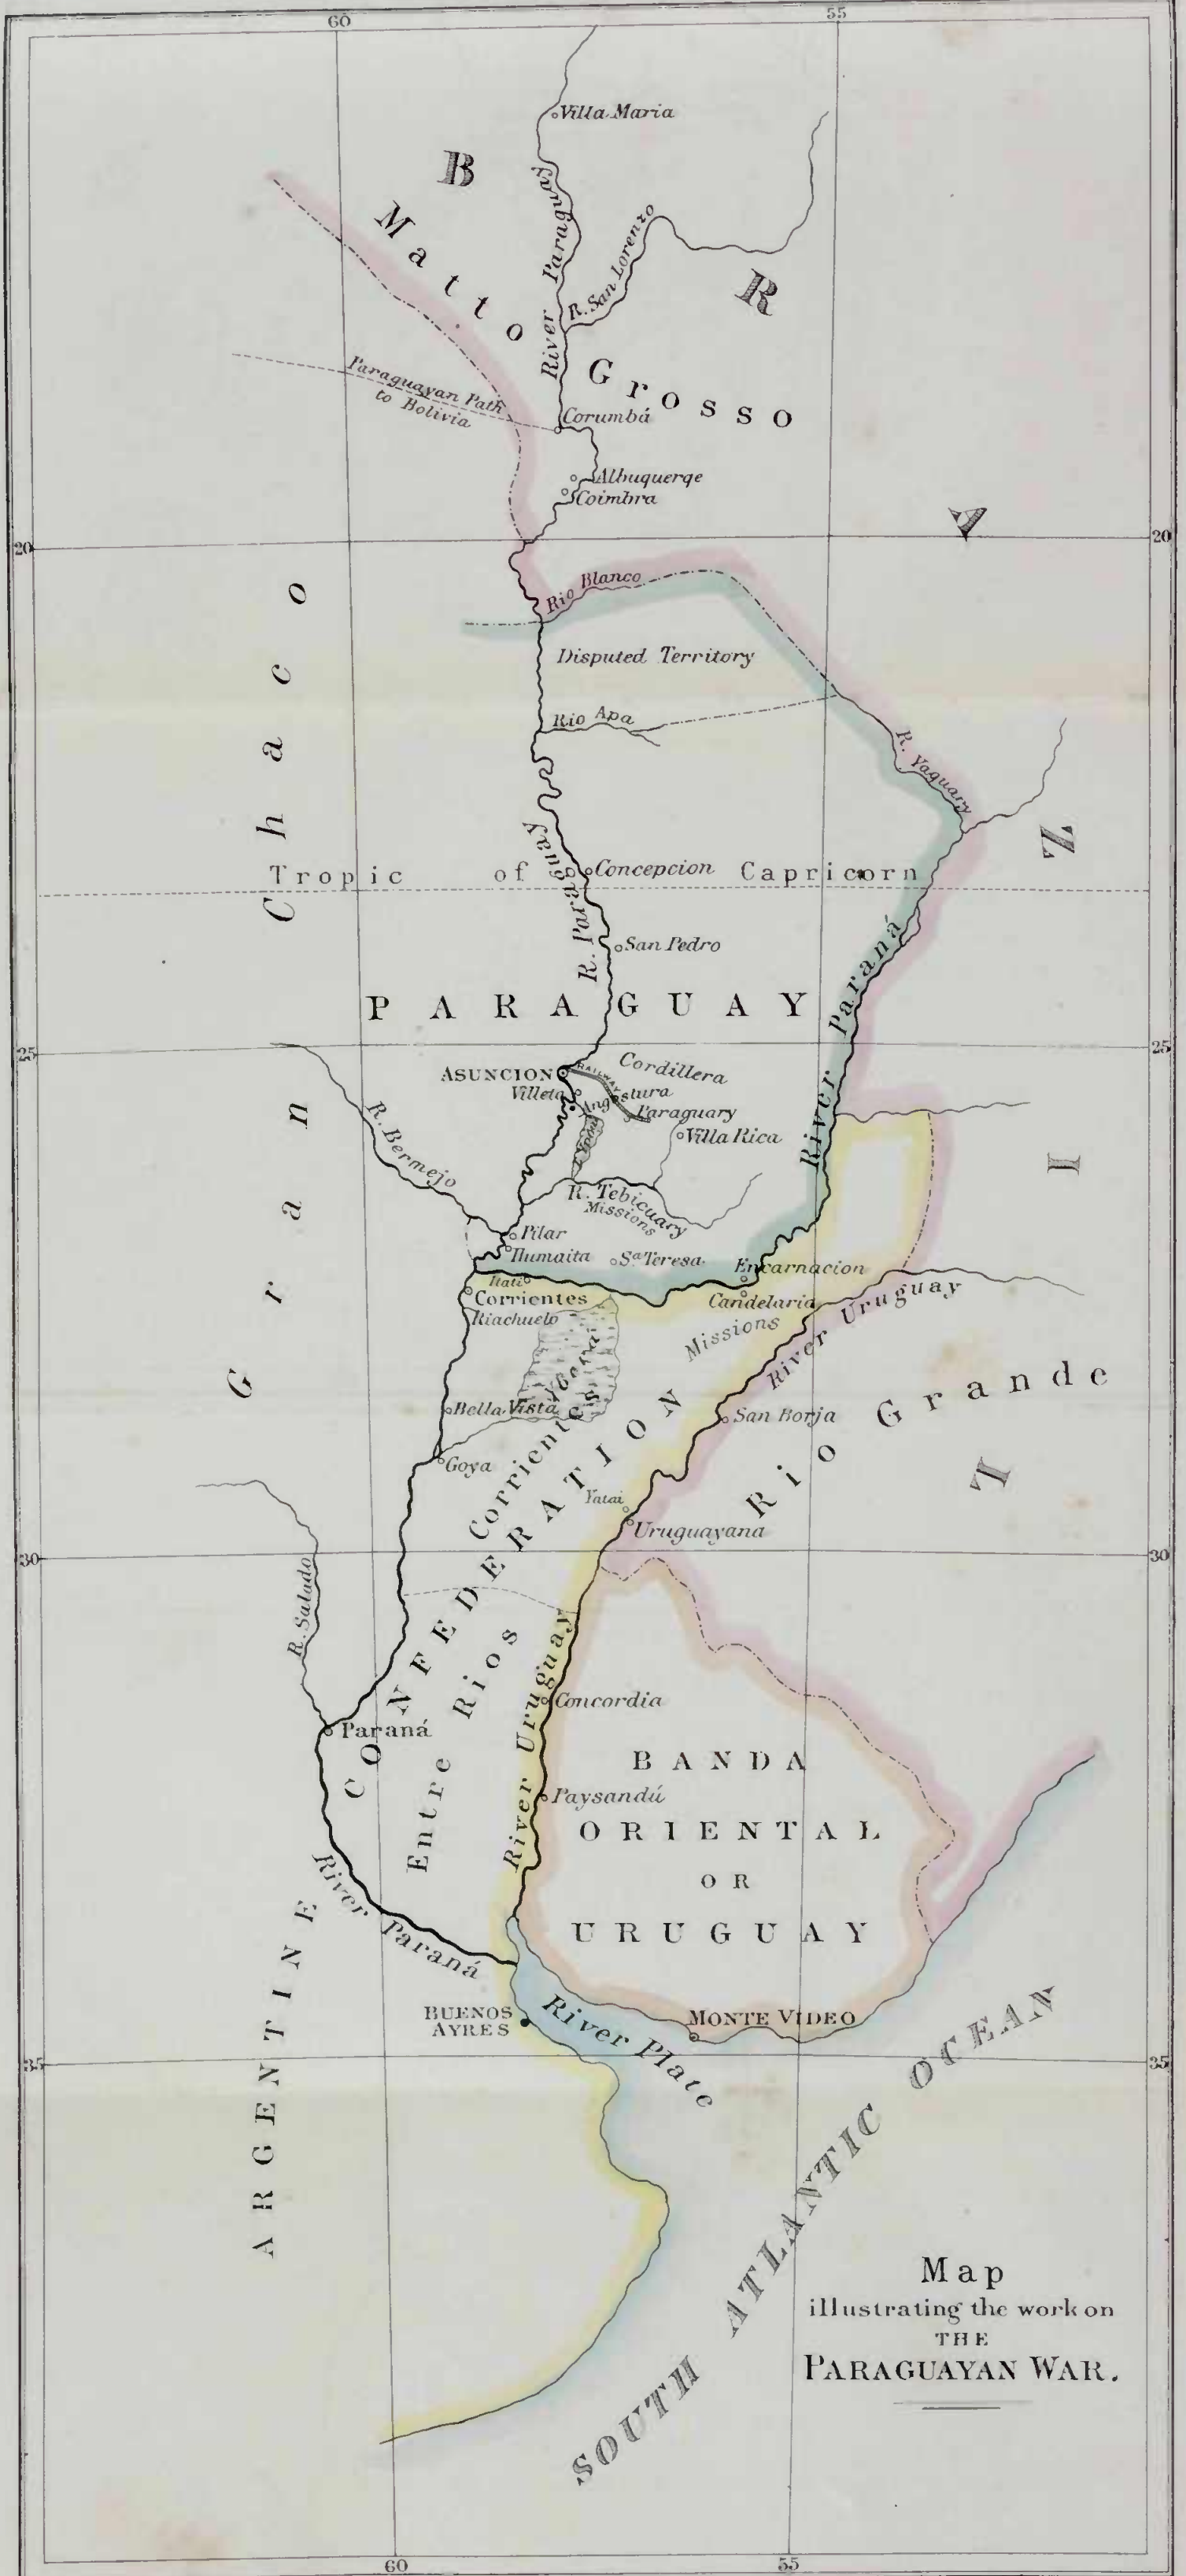 60
55
Villa Maria
B
Matto Grosso
River Paraguay
R. San Lorenzo
R
Paraguayan Path
to Bolivia
Corumbá
Albuquerqe
Coimbra
A
20
20
Rio Blanco
Disputed Territory
Rio Apa
R. Yaguary
Gran Chaco
Z
R. Paraguay
Concepcion
Tropic of Capricorn
San Pedro
River Paraná
PARAGUAY
25
25
ASUNCION
RAILWAY
Cordillera
Villeta
Angostura
Paraguary
Villa Rica
R. Bermejo
I
R. Tebicuary
Missions
Pilar
Humaita
Sta. Teresa
Encarnacion
Itati
Corrientes
Candelaria
Riachuelo
Missions
River Uruguay
Bella Vista
San Borja
Rio Grande
Goya
Corrientes
L
Yatai
Uruguayana
30
30
R. Salado
ARGENTINE CONFEDERATION
Entre Rios
River Uruguay
Concordia
Paraná
BANDA
Paysandú
ORIENTAL
OR
URUGUAY
River Paraná
BUENOS
AYRES
River Plate
MONTE VIDEO
35
35
SOUTH ATLANTIC OCEAN
Map
illustrating the work on
THE
PARAGUAYAN WAR.
60
55